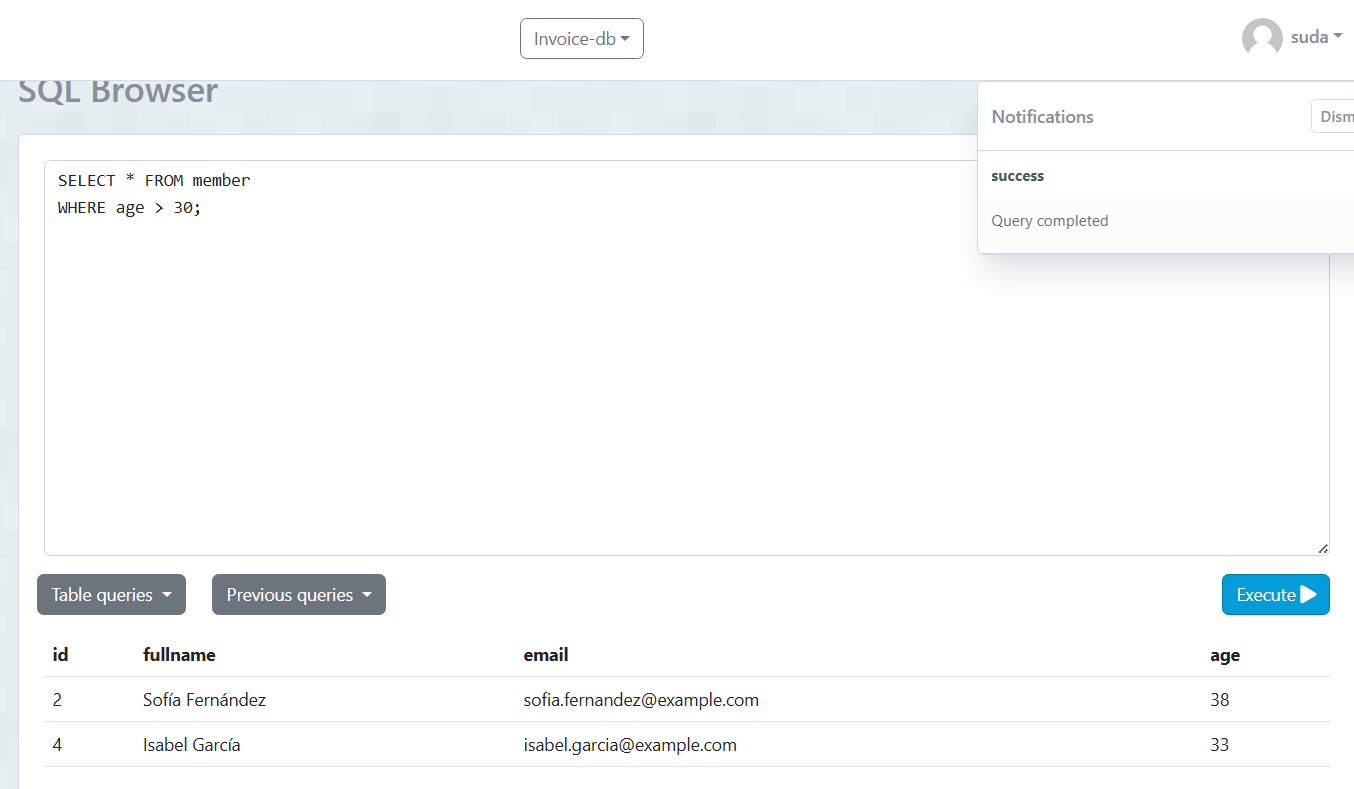 Invoice-db
suda
SQL Browser
Notifications
Dism
success
Query completed
SELECT * FROM member
WHERE age > 30;
Table queries
Previous queries
Execute
id fullname email age
2 Sofía Fernández sofia.fernandez@example.com 38
4 Isabel García isabel.garcia@example.com 33